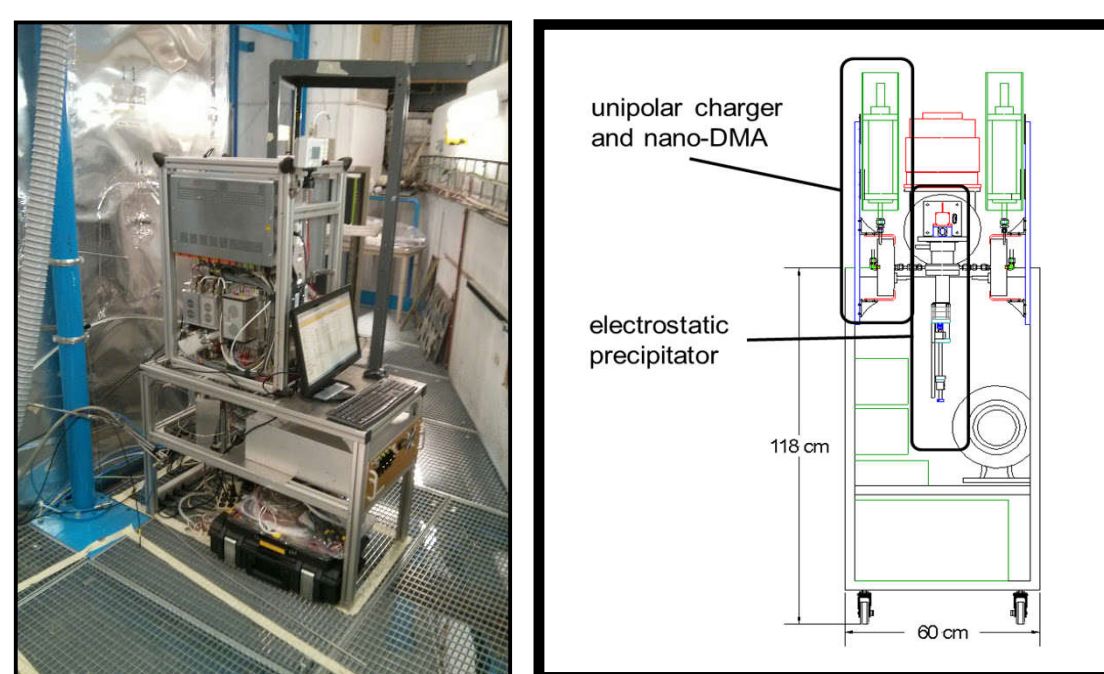 unipolar charger
and nano-DMA
electrostatic
precipitator
118 cm
60 cm